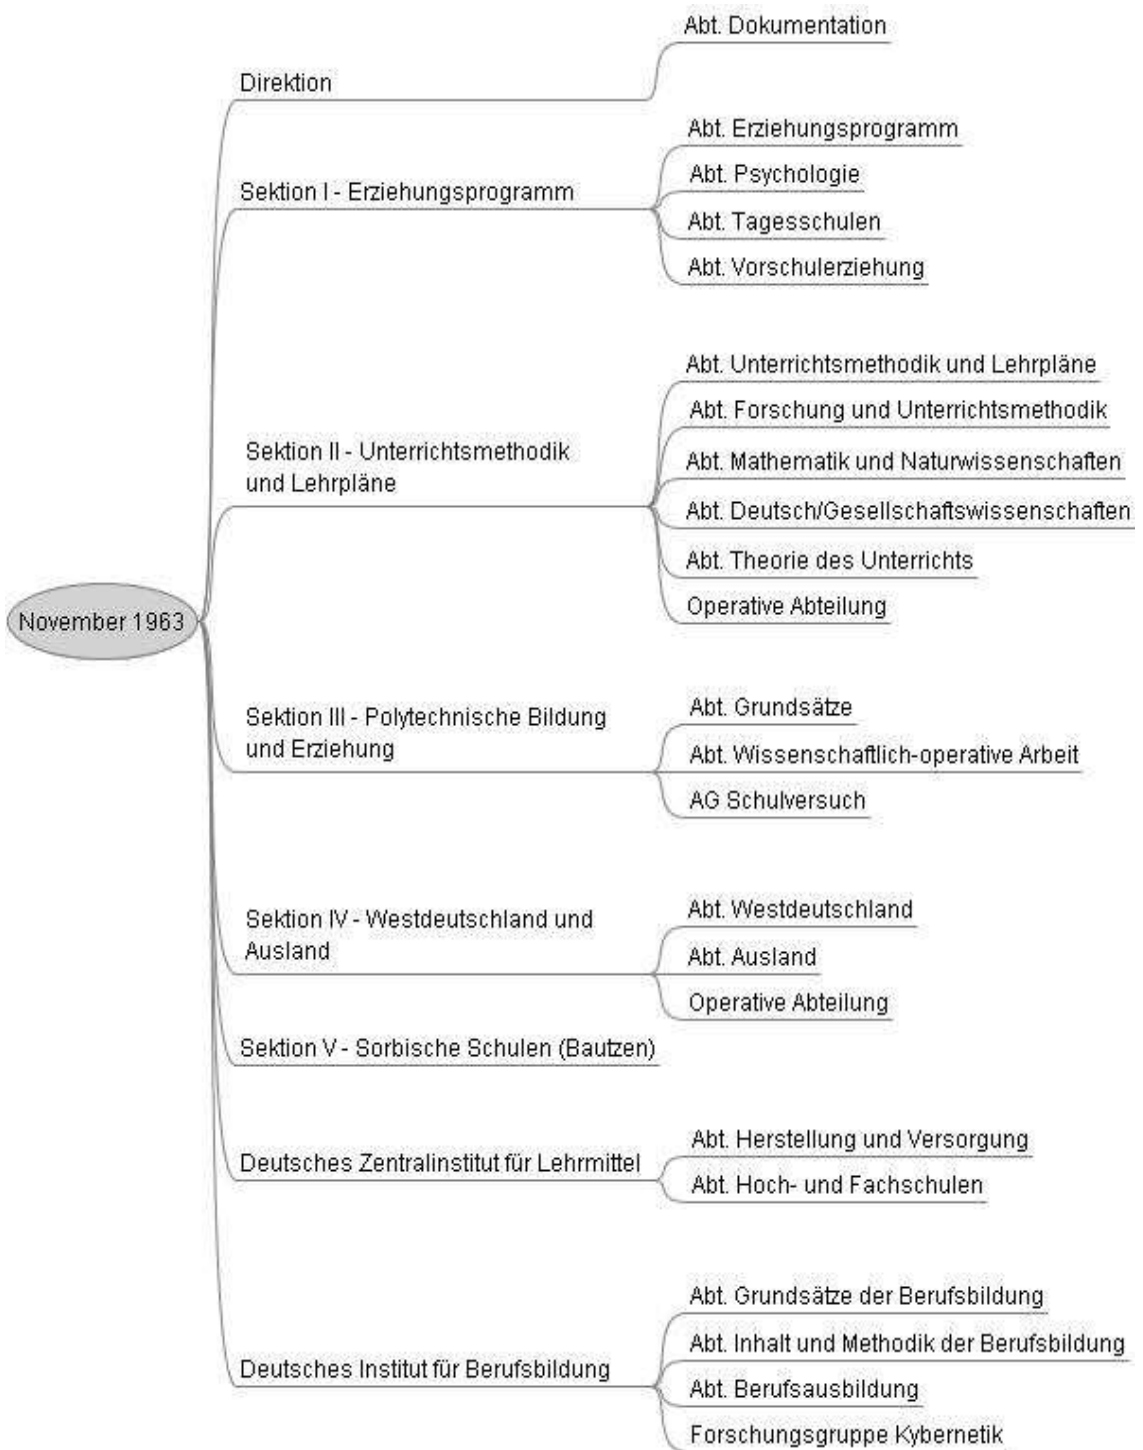 November 1963
Direktion
Abt. Dokumentation
Sektion I - Erziehungsprogramm
Abt. Erziehungsprogramm
Abt. Psychologie
Abt. Tagesschulen
Abt. Vorschulerziehung
Sektion II - Unterrichtsmethodik
und Lehrpläne
Abt. Unterrichtsmethodik und Lehrpläne
Abt. Forschung und Unterrichtsmethodik
Abt. Mathematik und Naturwissenschaften
Abt. Deutsch/Gesellschaftswissenschaften
Abt. Theorie des Unterrichts
Operative Abteilung
Sektion III - Polytechnische Bildung
und Erziehung
Abt. Grundsätze
Abt. Wissenschaftlich-operative Arbeit
AG Schulversuch
Sektion IV - Westdeutschland und
Ausland
Abt. Westdeutschland
Abt. Ausland
Operative Abteilung
Sektion V - Sorbische Schulen (Bautzen)
Deutsches Zentralinstitut für Lehrmittel
Abt. Herstellung und Versorgung
Abt. Hoch- und Fachschulen
Deutsches Institut für Berufsbildung
Abt. Grundsätze der Berufsbildung
Abt. Inhalt und Methodik der Berufsbildung
Abt. Berufsausbildung
Forschungsgruppe Kybernetik